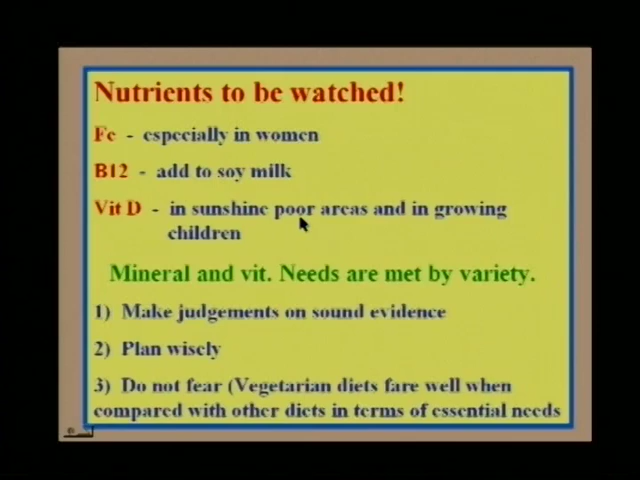 Nutrients to be watched!
Fe - especially in women
B12 - add to soy milk
Vit D - in sunshine poor areas and in growing
children
Mineral and vit. Needs are met by variety.
1) Make judgements on sound evidence
2) Plan wisely
3) Do not fear (Vegetarian diets fare well when
compared with other diets in terms of essential needs